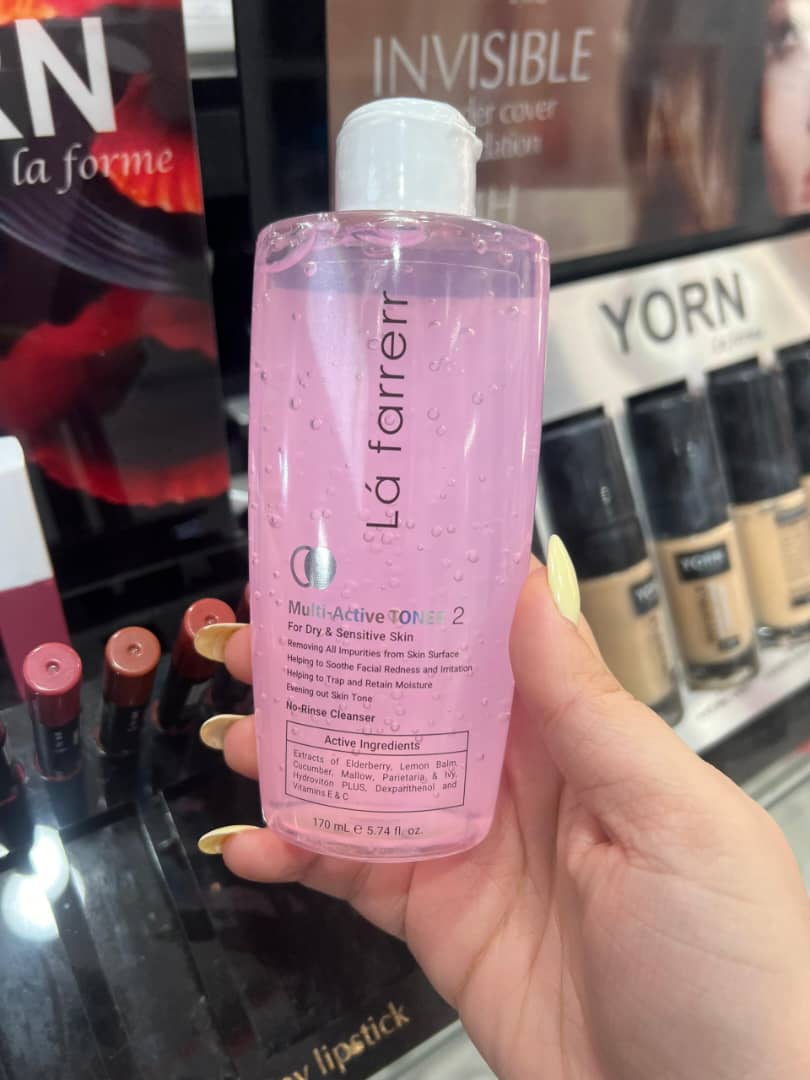 RN
la forme
INVISIBLE
cover
YORN
Lá farrerr
Multi-Active TONER 2
For Dry & Sensitive Skin
Removing All Impurities from Skin Surface
Helping to Soothe Facial Redness and Irritation
Helping to Trap and Retain Moisture
Evening out Skin Tone
No-Rinse Cleanser
Active Ingredients
Extracts of Elderberry, Lemon Balm,
Cucumber, Mallow, Parietaria, & Ivy,
Hydroviton PLUS, Dexpanthenol and
Vitamins E & C
170 mL ℮ 5.74 fl. oz.
YORN
lipstick